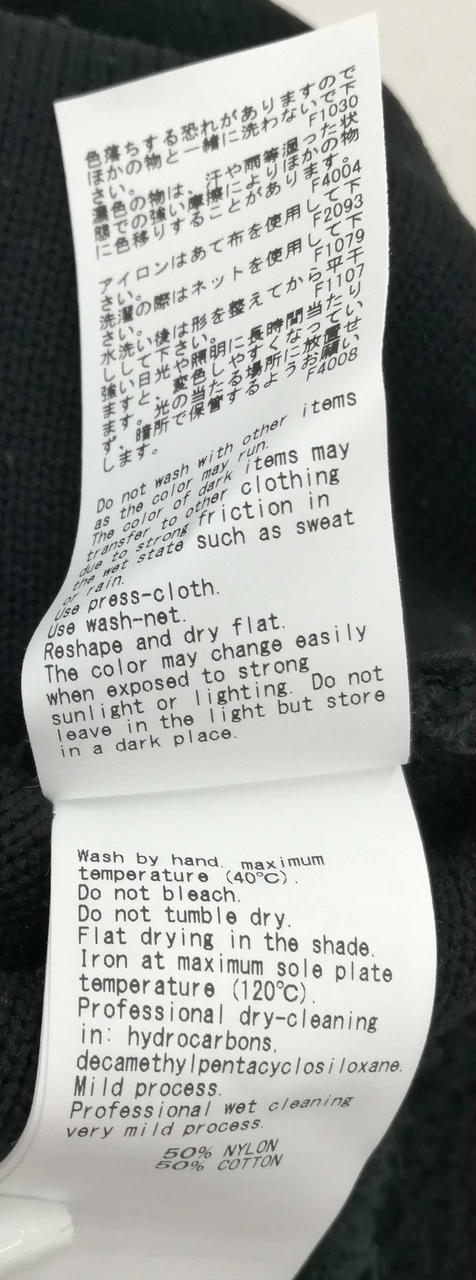 色落ちする恐れがありますので
ほかの物と一緒に洗わないで下
さい。 F1030
濃色の物は、汗や雨等湿った状
態での強い摩擦によりほかの物
に色移りすることがあります。
F4004
アイロンはあて布を使用して下
さい。 F2093
洗濯の際はネットを使用して下
さい。 F1079
水洗い後は形を整えてから平干
しして下さい。 F1107
強い日光や照明に長時間当たり
ますと、変色しやすくなってい
ます。光の当たる場所に放置せ
ず、暗所で保管するようお願い
します。 F4008
Do not wash with other items
as the color may run.
The color of dark items may
transfer to other clothing
due to strong friction in
the wet state such as sweat
or rain.
Use press-cloth.
Use wash-net.
Reshape and dry flat.
The color may change easily
when exposed to strong
sunlight or lighting. Do not
leave in the light but store
in a dark place.
Wash by hand. maximum
temperature (40℃).
Do not bleach.
Do not tumble dry.
Flat drying in the shade.
Iron at maximum sole plate
temperature (120℃).
Professional dry-cleaning
in: hydrocarbons,
decamethylpentacyclosiloxane.
Mild process.
Professional wet cleaning
very mild process.
50% NYLON
50% COTTON